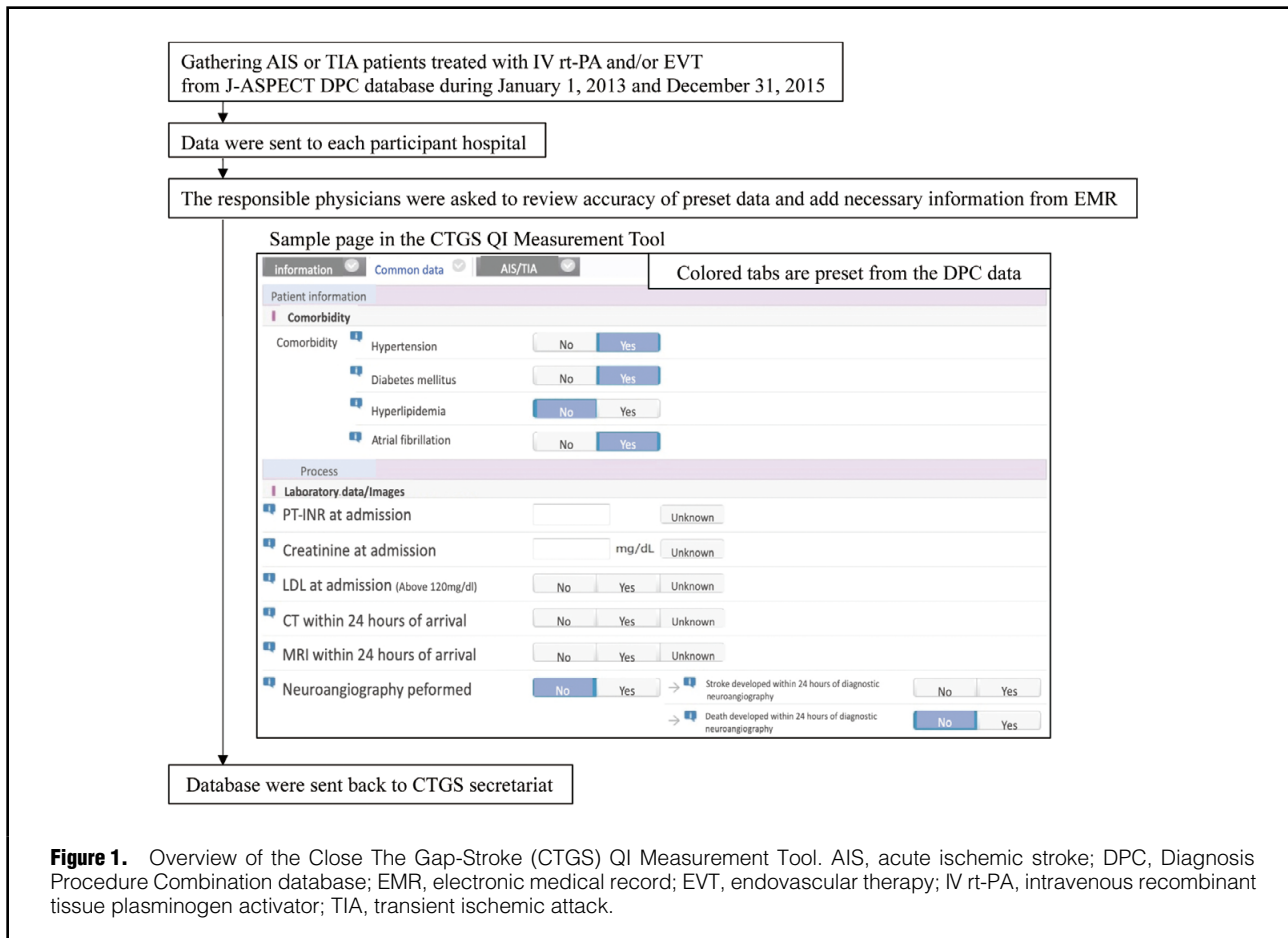 Gathering AIS or TIA patients treated with IV rt-PA and/or EVT
from J-ASPECT DPC database during January 1, 2013 and December 31, 2015
Data were sent to each participant hospital
The responsible physicians were asked to review accuracy of preset data and add necessary information from EMR
Sample page in the CTGS QI Measurement Tool
information Common data AIS/TIA
Colored tabs are preset from the DPC data
Patient information
Comorbidity
Comorbidity Hypertension No Yes
Diabetes mellitus No Yes
Hyperlipidemia No Yes
Atrial fibrillation No Yes
Process
Laboratory data/Images
PT-INR at admission Unknown
Creatinine at admission mg/dL Unknown
LDL at admission (Above 120mg/dl) No Yes Unknown
CT within 24 hours of arrival No Yes Unknown
MRI within 24 hours of arrival No Yes Unknown
Neuroangiography peformed No Yes → Stroke developed within 24 hours of diagnostic
neuroangiography No Yes
→ Death developed within 24 hours of diagnostic
neuroangiography No Yes
Database were sent back to CTGS secretariat
Figure 1. Overview of the Close The Gap-Stroke (CTGS) QI Measurement Tool. AIS, acute ischemic stroke; DPC, Diagnosis
Procedure Combination database; EMR, electronic medical record; EVT, endovascular therapy; IV rt-PA, intravenous recombinant
tissue plasminogen activator; TIA, transient ischemic attack.